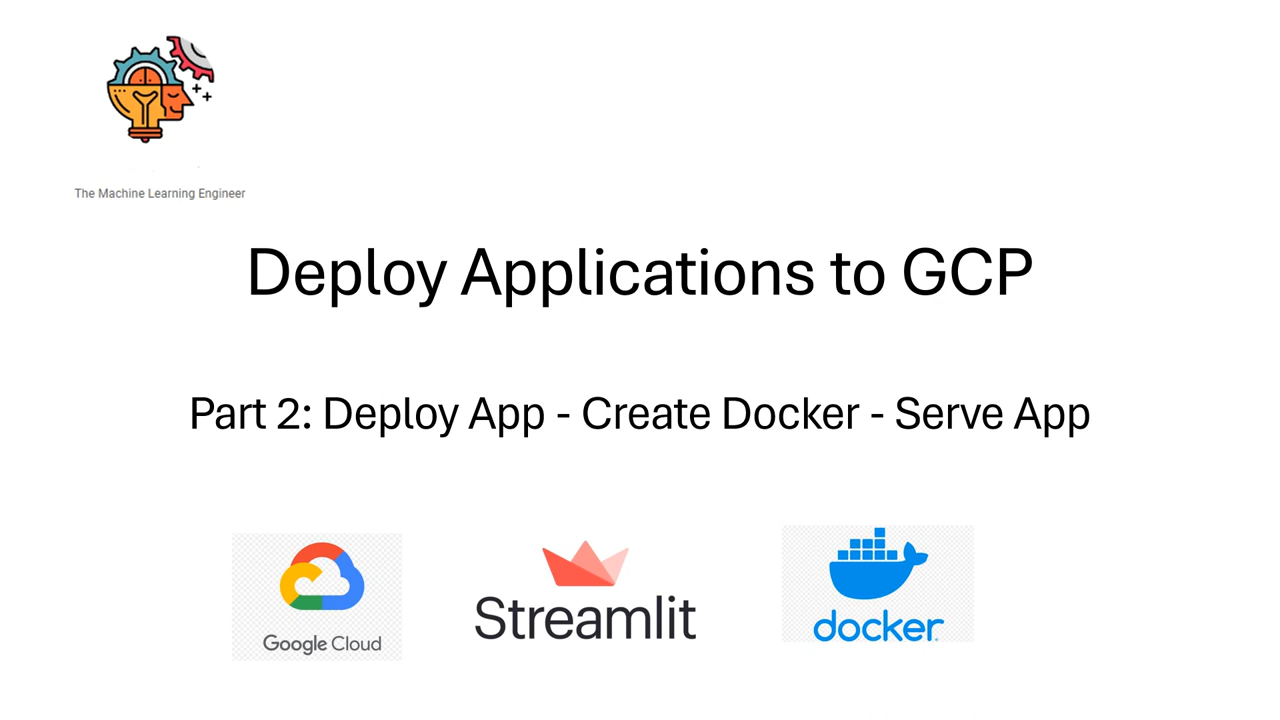 The Machine Learning Engineer
Deploy Applications to GCP
Part 2: Deploy App - Create Docker - Serve App
Google Cloud
Streamlit
docker